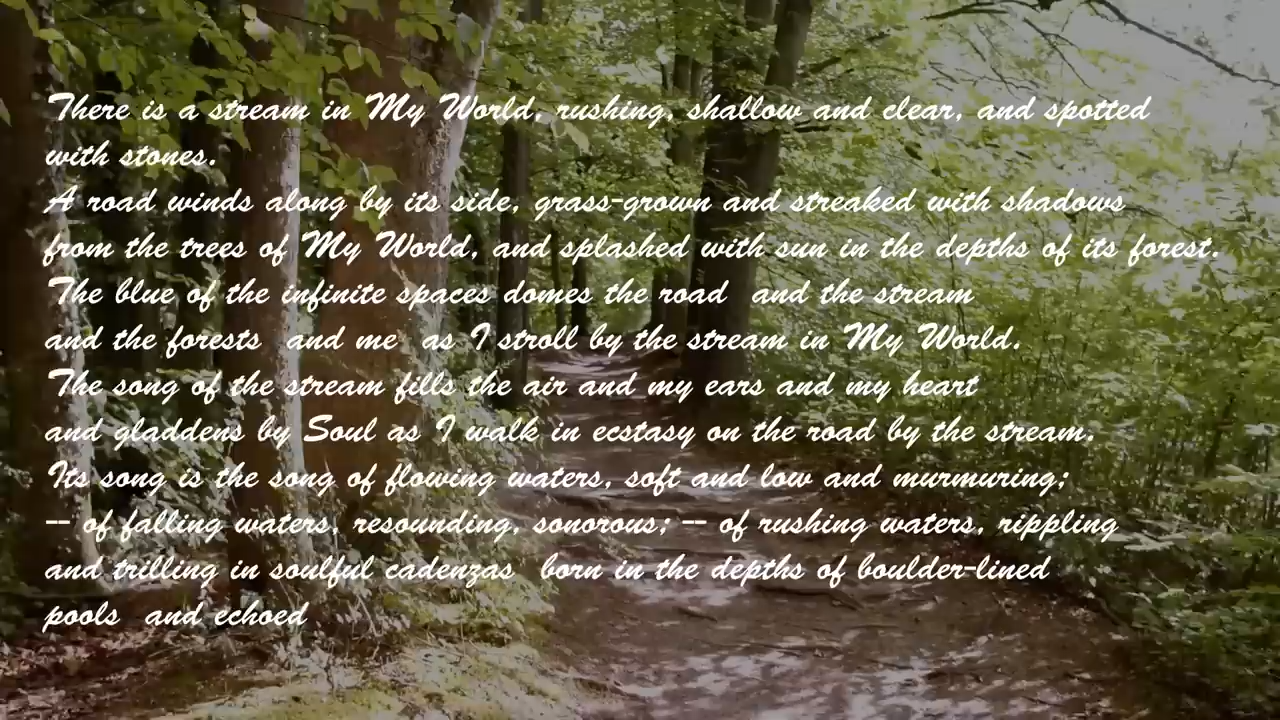 There is a stream in My World, rushing, shallow and clear, and spotted
with stones.
A road winds along by its side, grass-grown and streaked with shadows
from the trees of My World, and splashed with sun in the depths of its forest.
The blue of the infinite spaces domes the road  and the stream
and the forests  and me  as I stroll by the stream in My World.
The song of the stream fills the air and my ears and my heart
and gladdens by Soul as I walk in ecstasy on the road by the stream.
Its song is the song of flowing waters, soft and low and murmuring;
-- of falling waters, resounding, sonorous; -- of rushing waters, rippling
and trilling in soulful cadenzas  born in the depths of boulder-lined
pools  and echoed